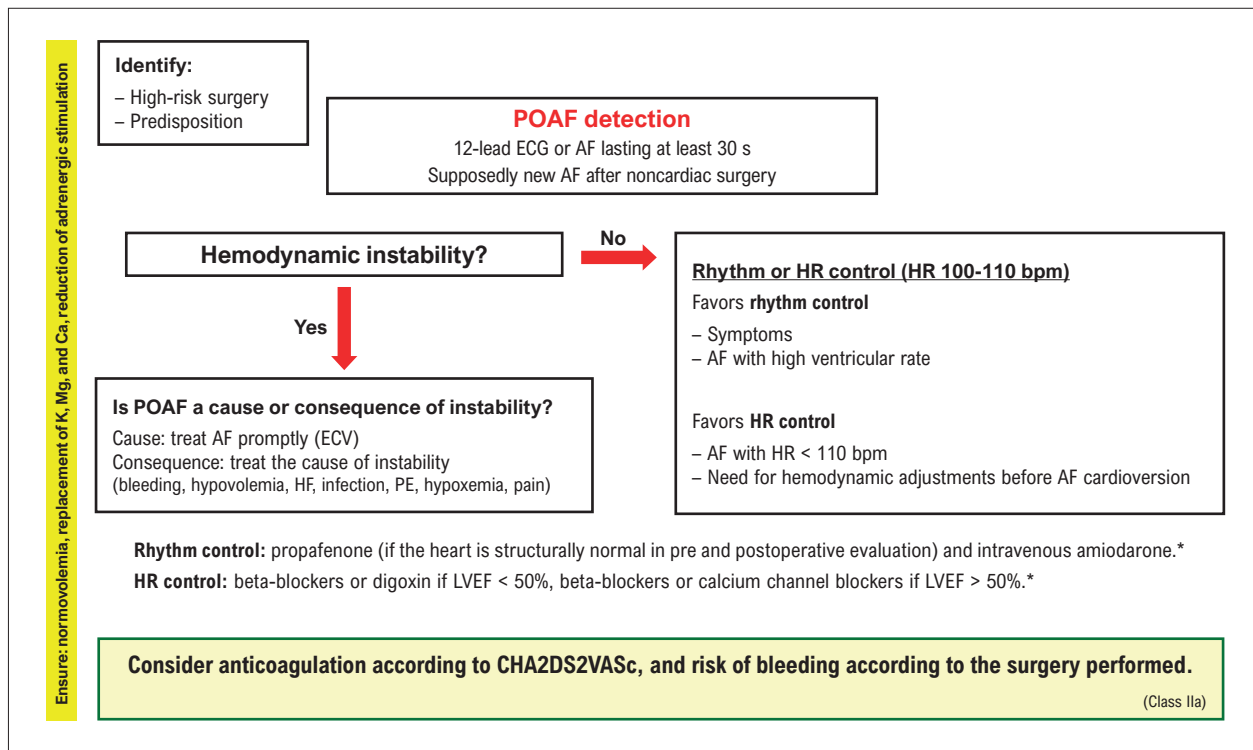 Ensure: normovolemia, replacement of K, Mg, and Ca, reduction of adrenergic stimulation
Identify:
– High-risk surgery
– Predisposition
POAF detection
12-lead ECG or AF lasting at least 30 s
Supposedly new AF after noncardiac surgery
Hemodynamic instability?
No
Yes
Rhythm or HR control (HR 100-110 bpm)
Favors rhythm control
– Symptoms
– AF with high ventricular rate
Favors HR control
– AF with HR < 110 bpm
– Need for hemodynamic adjustments before AF cardioversion
Is POAF a cause or consequence of instability?
Cause: treat AF promptly (ECV)
Consequence: treat the cause of instability
(bleeding, hypovolemia, HF, infection, PE, hypoxemia, pain)
Rhythm control: propafenone (if the heart is structurally normal in pre and postoperative evaluation) and intravenous amiodarone.*
HR control: beta-blockers or digoxin if LVEF < 50%, beta-blockers or calcium channel blockers if LVEF > 50%.*
Consider anticoagulation according to CHA2DS2VASc, and risk of bleeding according to the surgery performed.
(Class IIa)